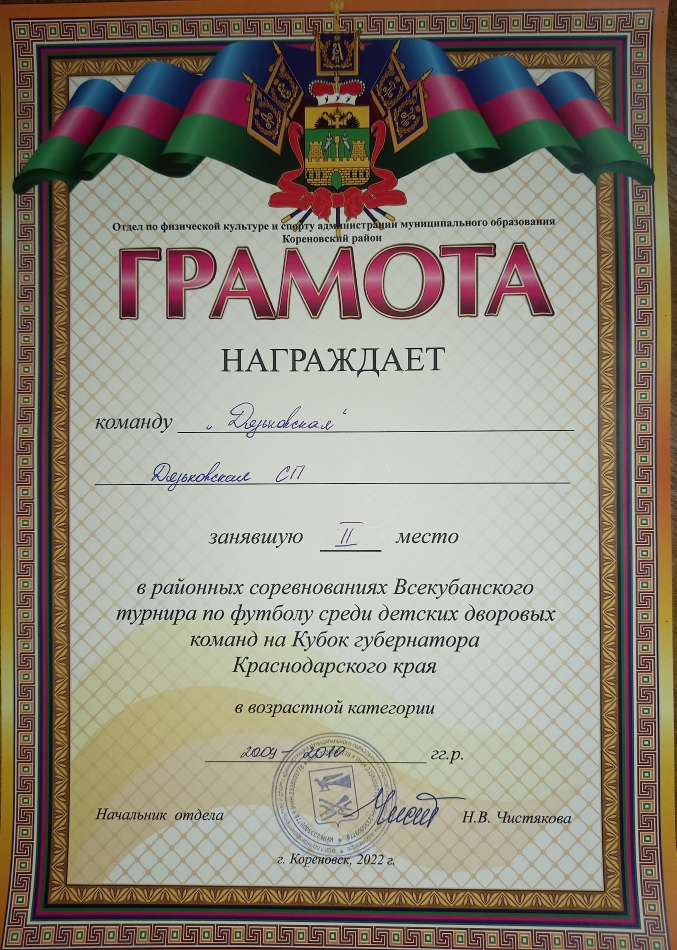 Отдел по физической культуре и спорту администрации муниципального образования
Кореновский район
ГРАМОТА
НАГРАЖДАЕТ
команду „Дядьковская“
Дядьковская СП
занявшую II место
в районных соревнованиях Всекубанского
турнира по футболу среди детских дворовых
команд на Кубок губернатора
Краснодарского края
в возрастной категории
2009 - 2010 гг.р.
Начальник отдела Н.В. Чистякова
г. Кореновск, 2022 г.